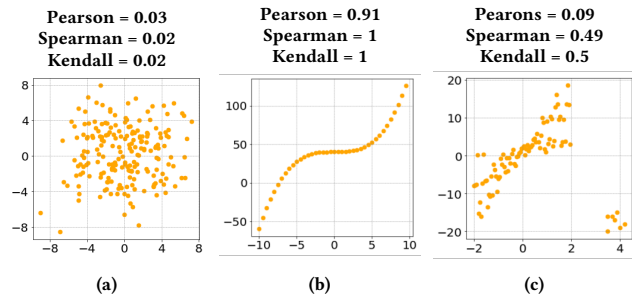 Pearson = 0.03
Spearman = 0.02
Kendall = 0.02
8
4
0
−4
−8
−8
−4
0
4
8
(a)
Pearson = 0.91
Spearman = 1
Kendall = 1
100
50
0
−50
−10
−5
0
5
10
(b)
Pearons = 0.09
Spearman = 0.49
Kendall = 0.5
20
10
0
−10
−20
−2
0
2
4
(c)